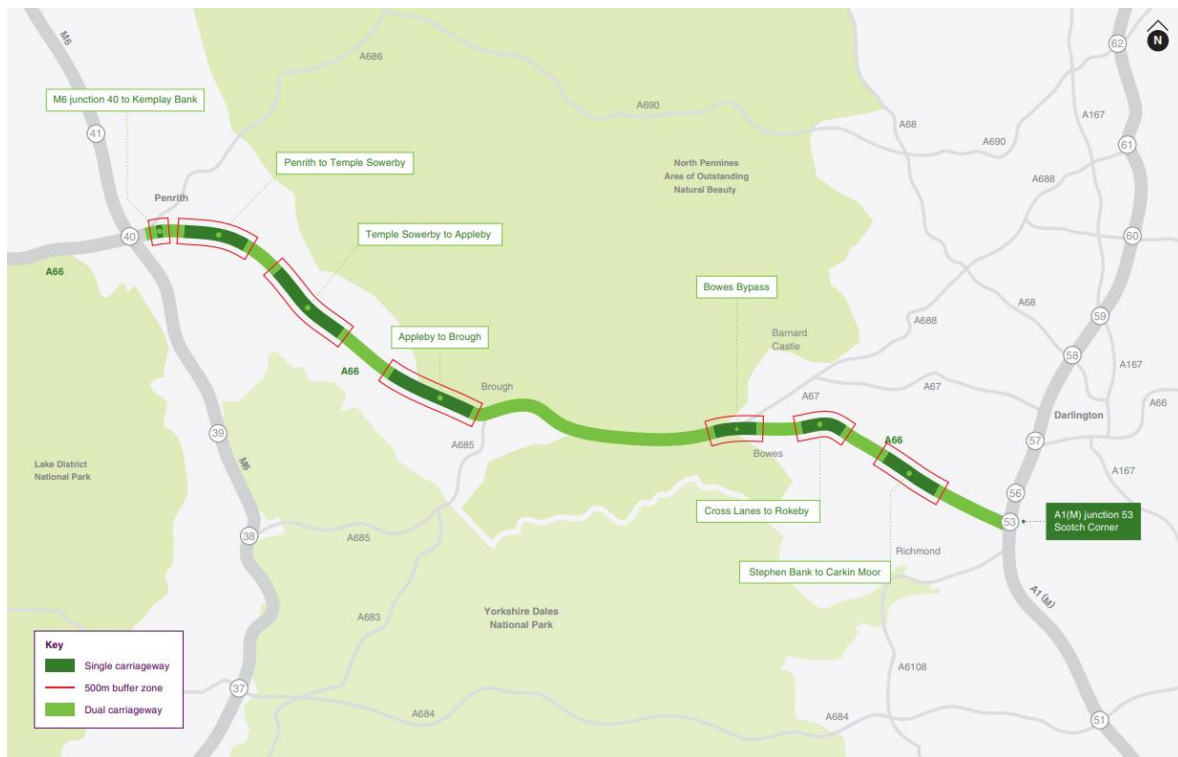 M6
62
N
A686
M6 junction 40 to Kemplay Bank
A690
A167
41
A68
Penrith to Temple Sowerby
A690
61
North Pennines
Area of Outstanding
Natural Beauty
A688
Penrith
40
Temple Sowerby to Appleby
60
A66
Bowes Bypass
A68
59
A688
Barnard
Castle
Appleby to Brough
58
A167
A66
Brough
A67
A67
A66
Darlington
39
A685
A66
57
Bowes
A167
Lake District
National Park
M6
56
Cross Lanes to Rokeby
A1(M) junction 53
Scotch Corner
53
38
A685
Richmond
Stephen Bank to Carkin Moor
A1 (M)
Yorkshire Dales
National Park
A683
Key
Single carriageway
500m buffer zone
Dual carriageway
A6108
37
A684
A684
51